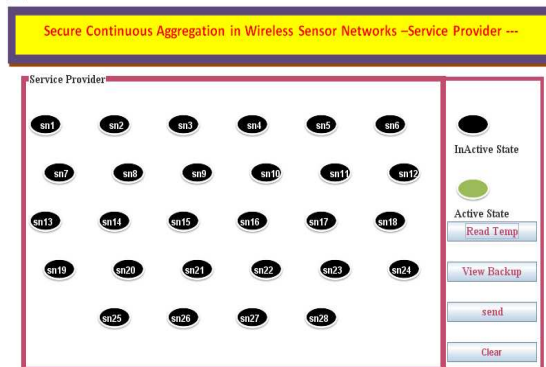 Secure Continuous Aggregation in Wireless Sensor Networks –Service Provider ---
Service Provider
sn1 sn2 sn3 sn4 sn5 sn6
sn7 sn8 sn9 sn10 sn11 sn12
sn13 sn14 sn15 sn16 sn17 sn18
sn19 sn20 sn21 sn22 sn23 sn24
sn25 sn26 sn27 sn28
InActive State
Active State
Read Temp
View Backup
send
Clear